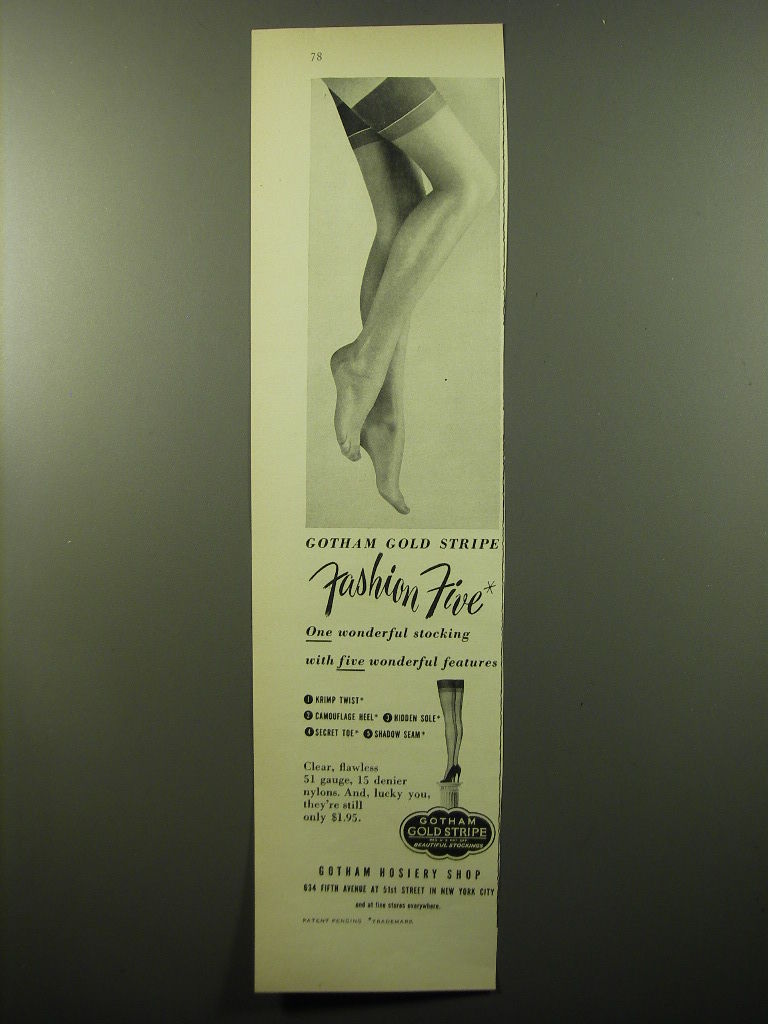 78
GOTHAM GOLD STRIPE
Fashion Five*
One wonderful stocking
with five wonderful features
1 KRIMP TWIST*
2 CAMOUFLAGE HEEL* 3 HIDDEN SOLE*
4 SECRET TOE* 5 SHADOW SEAM*
Clear, flawless
51 gauge, 15 denier
nylons. And, lucky you,
they're still
only $1.95.
GOTHAM
GOLD STRIPE
REG. U.S. PAT. OFF.
BEAUTIFUL STOCKINGS
GOTHAM HOSIERY SHOP
634 FIFTH AVENUE AT 51st STREET IN NEW YORK CITY
and at fine stores everywhere.
PATENT PENDING *TRADEMARK